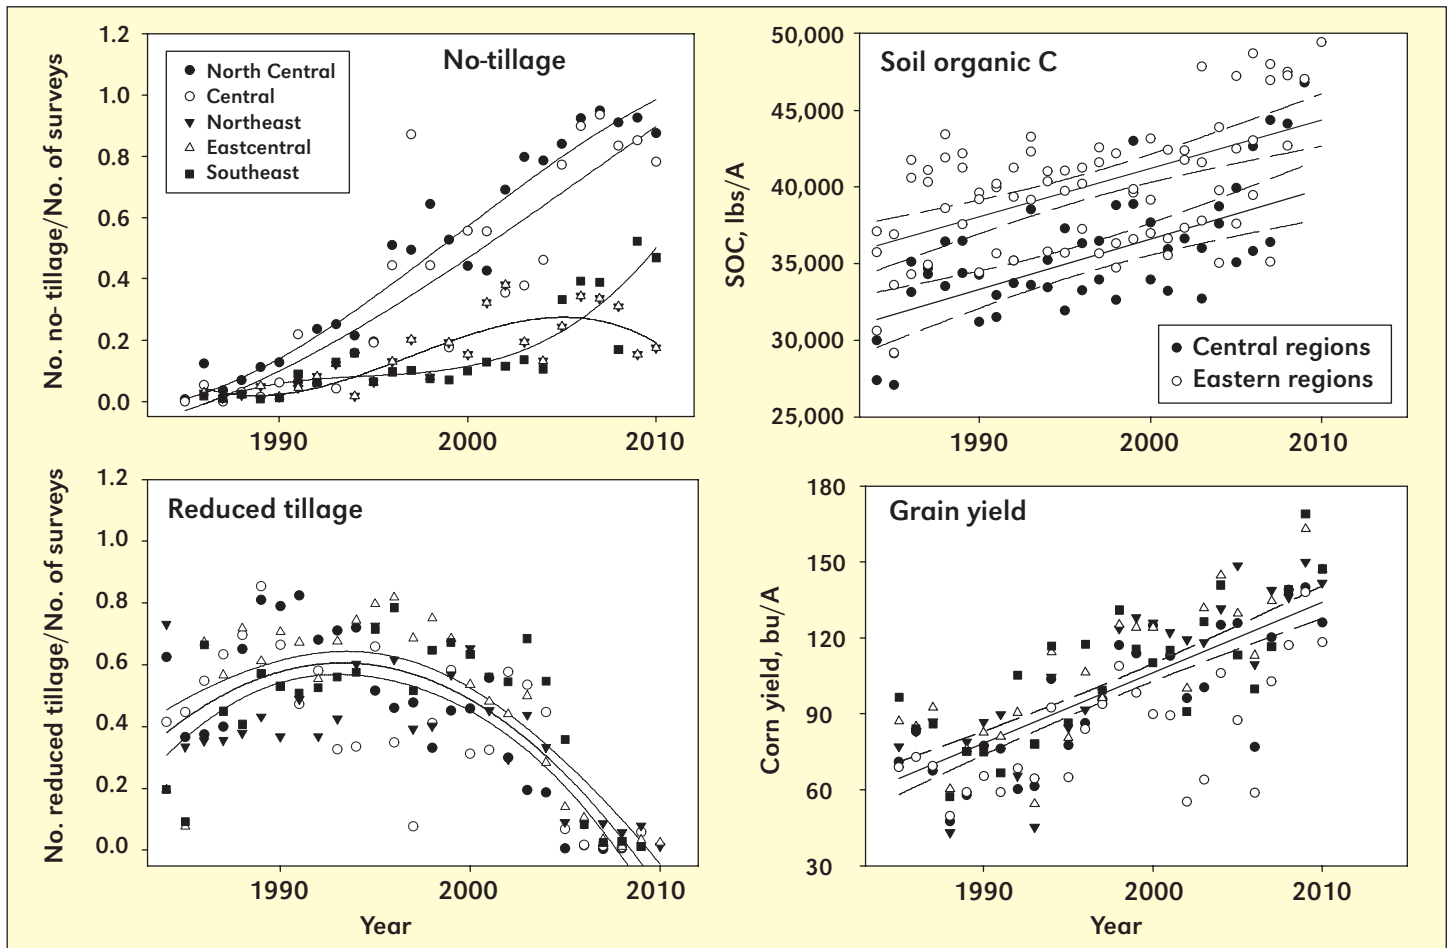 No-tillage
North Central
Central
Northeast
Eastcentral
Southeast
No. no- tillage/No. of surveys
1.2
1.0
0.8
0.6
0.4
0.2
0.0
1990
2000
2010
Soil organic C
SOC, lbs/A
50,000
45,000
40,000
35,000
30,000
25,000
Central regions
Eastern regions
1990
2000
2010
Reduced tillage
No. reduced tillage/No. of surveys
1.2
1.0
0.8
0.6
0.4
0.2
0.0
1990
2000
2010
Year
Grain yield
Corn yield, bu/A
180
150
120
90
60
30
1990
2000
2010
Year